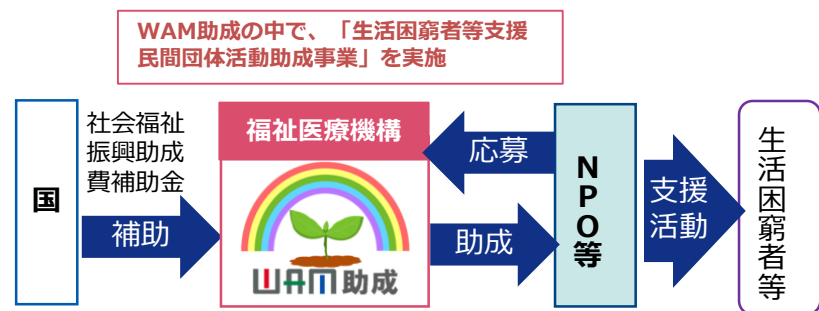 WAM助成の中で、「生活困窮者等支援
民間団体活動助成事業」を実施
国
社会福祉
振興助成
費補助金
補助
福祉医療機構
WAM助成
応募
助成
NPO等
支援
活動
生活困窮者等